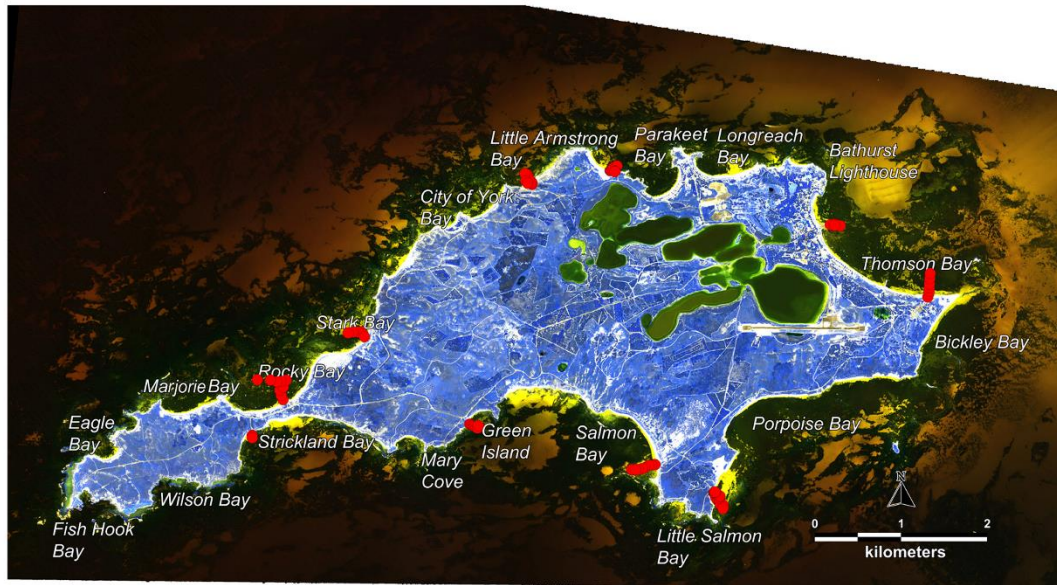 Little Armstrong
Bay
Parakeet
Bay
Longreach
Bay
Bathurst
Lighthouse
City of York
Bay
Thomson Bay
Stark Bay
Bickley Bay
Rocky Bay
Marjorie Bay
Eagle
Bay
Strickland Bay
Green
Island
Salmon
Bay
Porpoise Bay
Mary
Cove
Wilson Bay
Fish Hook
Bay
Little Salmon
Bay
N
0 1 2
kilometers